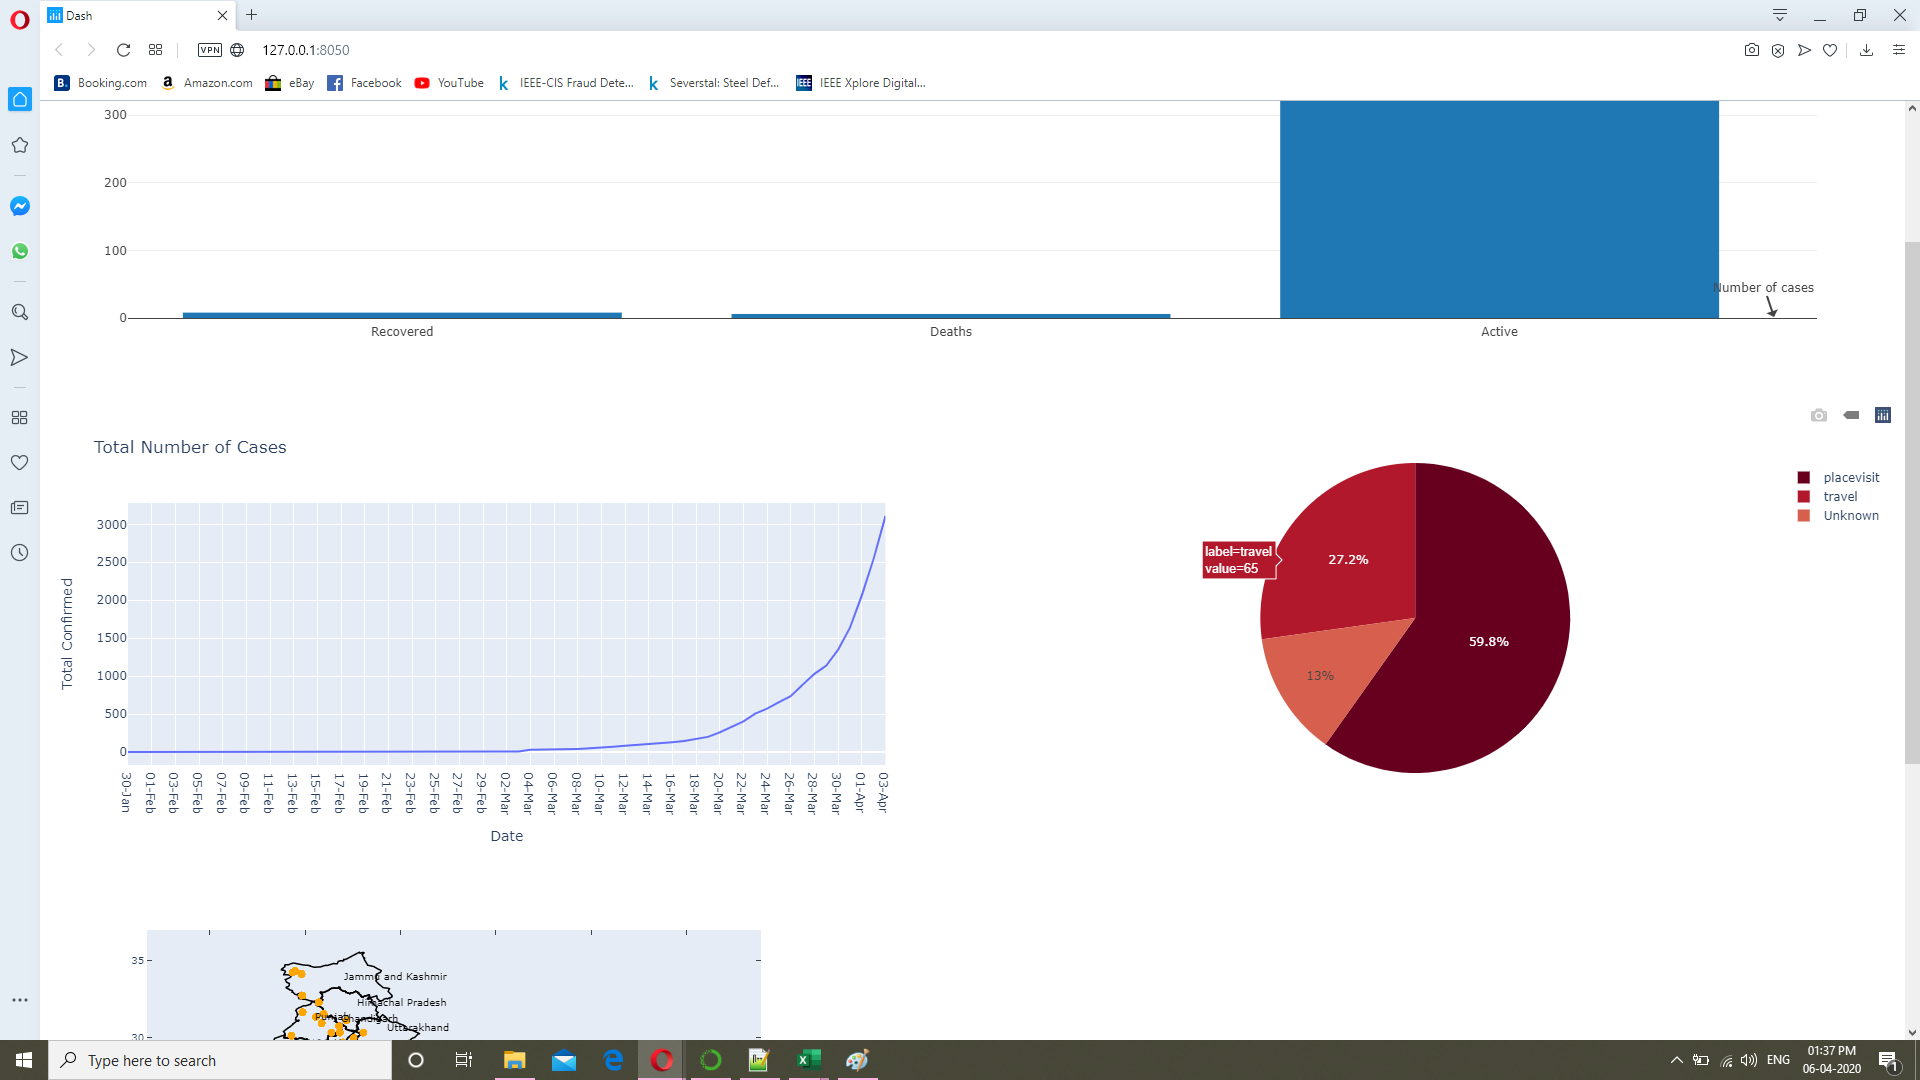 Dash
VPN
127.0.0.1:8050
B. Booking.com
a Amazon.com
eBay
Facebook
YouTube
k IEEE-CIS Fraud Dete...
k Severstal: Steel Def...
IEEE IEEE Xplore Digital...
300
200
100
0
Recovered
Deaths
Active
Number of cases
Total Number of Cases
3000
2500
2000
1500
1000
500
0
Total Confirmed
30-Jan
01-Feb
03-Feb
05-Feb
07-Feb
09-Feb
11-Feb
13-Feb
15-Feb
17-Feb
19-Feb
21-Feb
23-Feb
25-Feb
27-Feb
29-Feb
02-Mar
04-Mar
06-Mar
08-Mar
10-Mar
12-Mar
14-Mar
16-Mar
18-Mar
20-Mar
22-Mar
24-Mar
26-Mar
28-Mar
30-Mar
01-Apr
03-Apr
Date
placevisit
travel
Unknown
label=travel
value=65
27.2%
59.8%
13%
35
Jammu and Kashmir
Himachal Pradesh
Punjab
Chandigarh
Uttarakhand
30
Type here to search
ENG
01:37 PM
06-04-2020
1